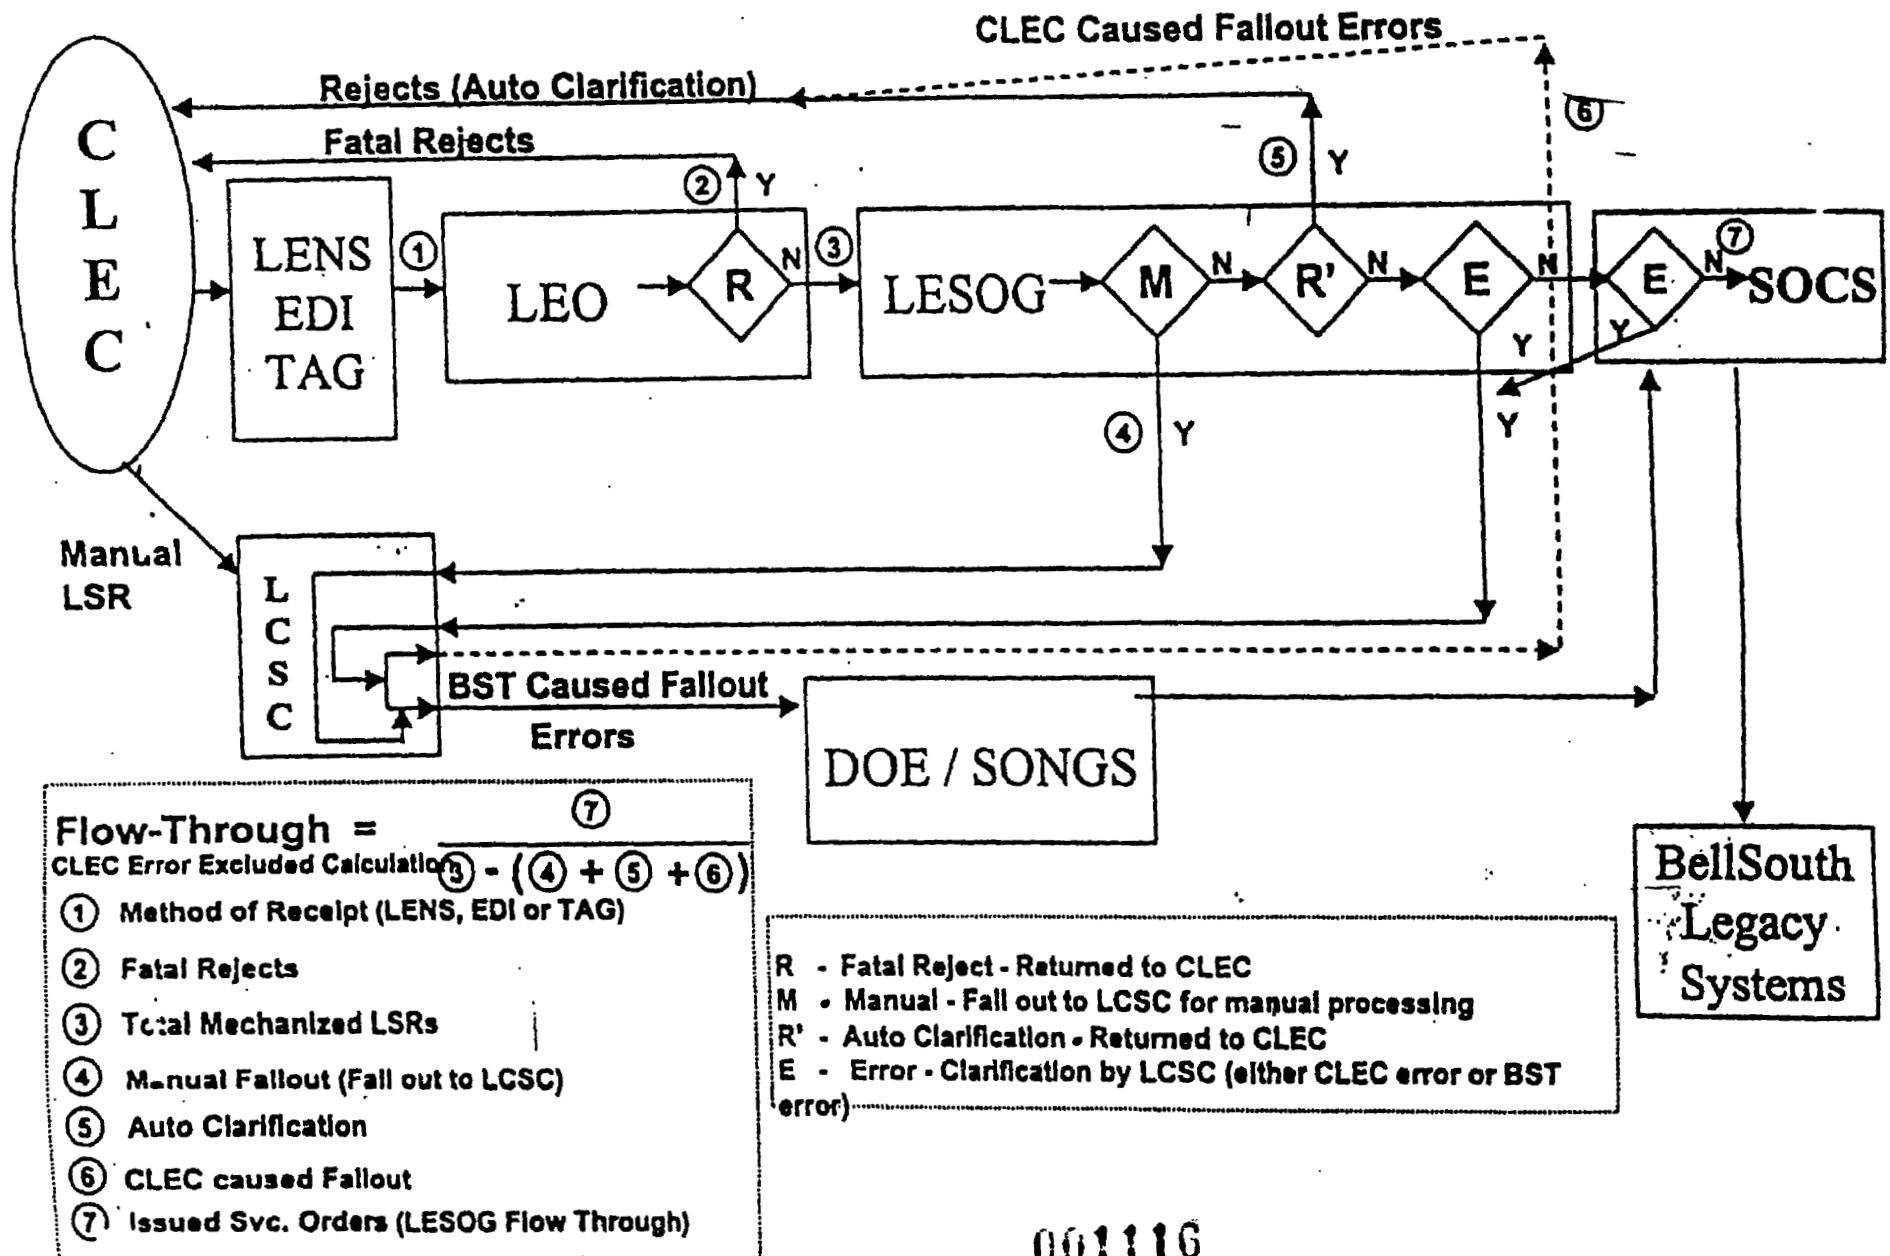 CLEC Caused Fallout Errors
Rejects (Auto Clarification)
Fatal Rejects
6
5
Y
2
Y
C
L
E
C
LENS
EDI
TAG
1
LEO
R
N
3
LESOG
M
N
R'
N
E
N
E
N
7
SOCS
Y
Y
4
Y
Y
Manual
LSR
L
C
S
C
BST Caused Fallout
Errors
DOE / SONGS
BellSouth
Legacy
Systems
Flow-Through =
7
CLEC Error Excluded Calculation
3 - (4 + 5 + 6)
1 Method of Receipt (LENS, EDI or TAG)
2 Fatal Rejects
3 Total Mechanized LSRs
4 Manual Fallout (Fall out to LCSC)
5 Auto Clarification
6 CLEC caused Fallout
7 Issued Svc. Orders (LESOG Flow Through)
R - Fatal Reject - Returned to CLEC
M - Manual - Fall out to LCSC for manual processing
R' - Auto Clarification - Returned to CLEC
E - Error - Clarification by LCSC (either CLEC error or BST
error)
001116